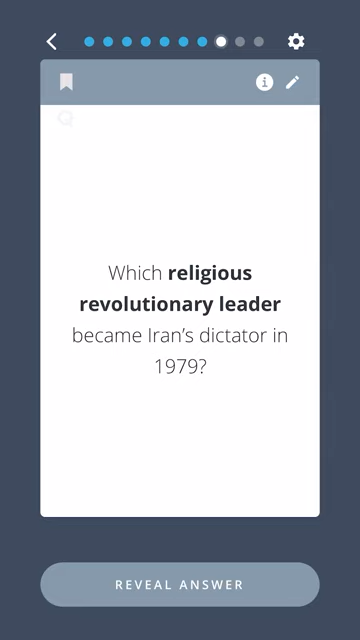 Q
Which religious
revolutionary leader
became Iran's dictator in
1979?
REVEAL ANSWER